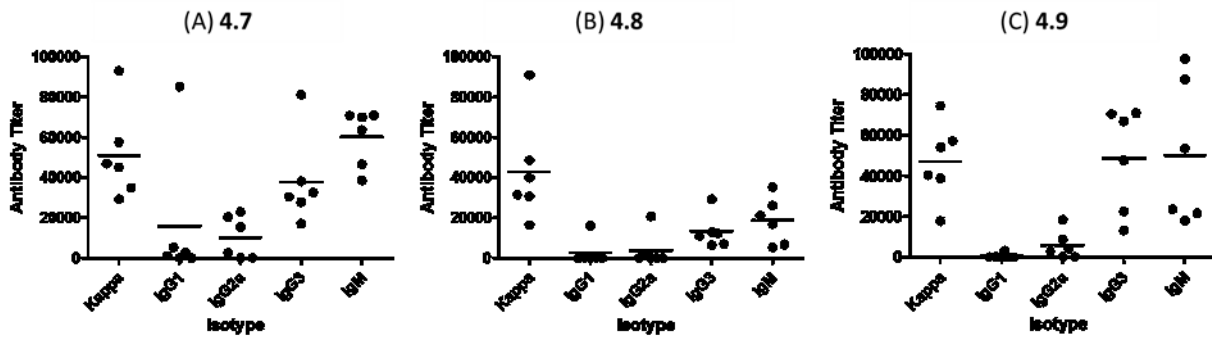 (A) 4.7
(B) 4.8
(C) 4.9
Antibody Titer
100000
80000
60000
40000
20000
0
Kappa
IgG1
IgG2a
IgG3
IgM
Isotype
Antibody Titer
100000
80000
60000
40000
20000
0
Kappa
IgG1
IgG2a
IgG3
IgM
Isotype
Antibody Titer
100000
80000
60000
40000
20000
0
Kappa
IgG1
IgG2a
IgG3
IgM
Isotype